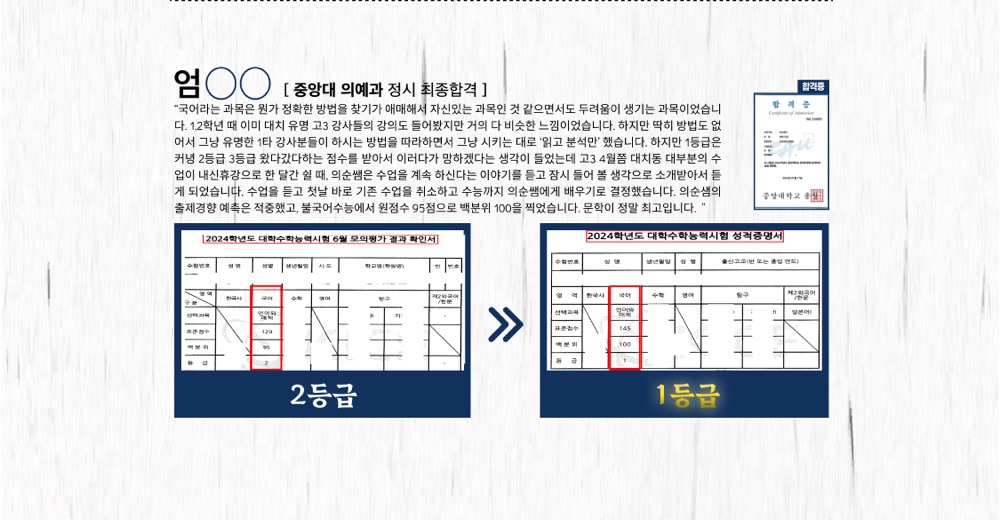 엄○○ [ 중앙대 의예과 정시 최종합격 ]
합격증
“국어라는 과목은 뭔가 정확한 방법을 찾기가 애매해서 자신있는 과목인 것 같으면서도 두려움이 생기는 과목이었습니
다. 1,2학년 때 이미 대치 유명 고3 강사들의 강의도 들어봤지만 거의 다 비슷한 느낌이었습니다. 하지만 딱히 방법도 없
어서 그냥 유명한 1타 강사분들이 하시는 방법을 따라하면서 그냥 시키는 대로 ‘읽고 분석만’ 했습니다. 하지만 1등급은
커녕 2등급 3등급 왔다갔다하는 점수를 받아서 이러다가 망하겠다는 생각이 들었는데 고3 4월쯤 대치동 대부분의 수
업이 내신휴강으로 한 달간 쉴 때, 의순쌤은 수업을 계속 하신다는 이야기를 듣고 잠시 들어 볼 생각으로 소개받아서 듣
게 되었습니다. 수업을 듣고 첫날 바로 기존 수업을 취소하고 수능까지 의순쌤에게 배우기로 결정했습니다. 의순샘의
출제경향 예측은 적중했고, 불국어수능에서 원점수 95점으로 백분위 100을 찍었습니다. 문학이 정말 최고입니다. ”
합 격 증
Certificate of Admission
중앙대학교 총장
2024학년도 대학수학능력시험 6월 모의평가 결과 확인서
수험번호 성 명 성별 생년월일 시 도 학교명(학원명) 반 번호
영 역 구 분 한국사 국어 수학 영어 탐구 제2외국어/한문
선택과목 언어와 매체
표준점수 129
백 분 위 95
등 급 2
2등급
2024학년도 대학수학능력시험 성적증명서
수험번호 성 명 생년월일 성 별 출신고교(반 또는 졸업 연도)
영 역 한국사 국어 수학 영어 탐구 제2외국어/한문
선택과목 언어와 매체 일본어Ⅰ
표준점수 145
백 분 위 100
등 급 1
1등급